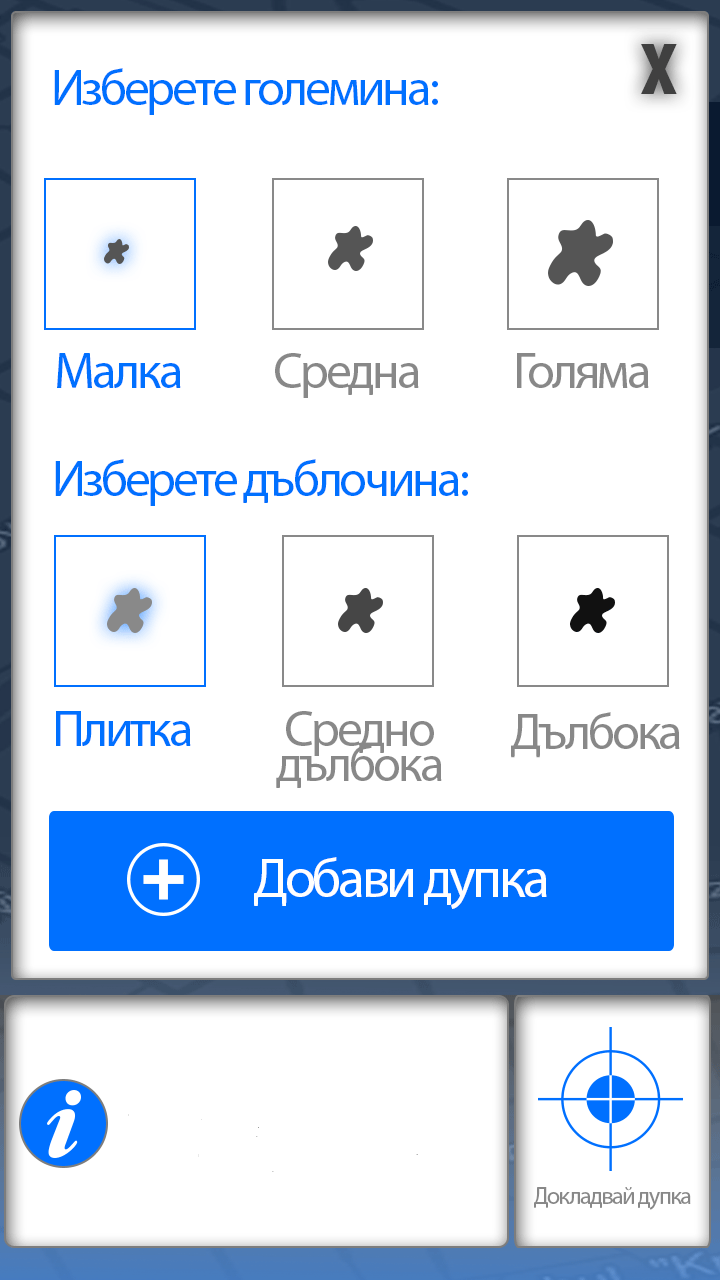 Изберете големина:
X
Малка
Средна
Голяма
Изберете дъблочина:
Плитка
Средно
дълбока
Дълбока
Добави дупка
i
Докладвай дупка